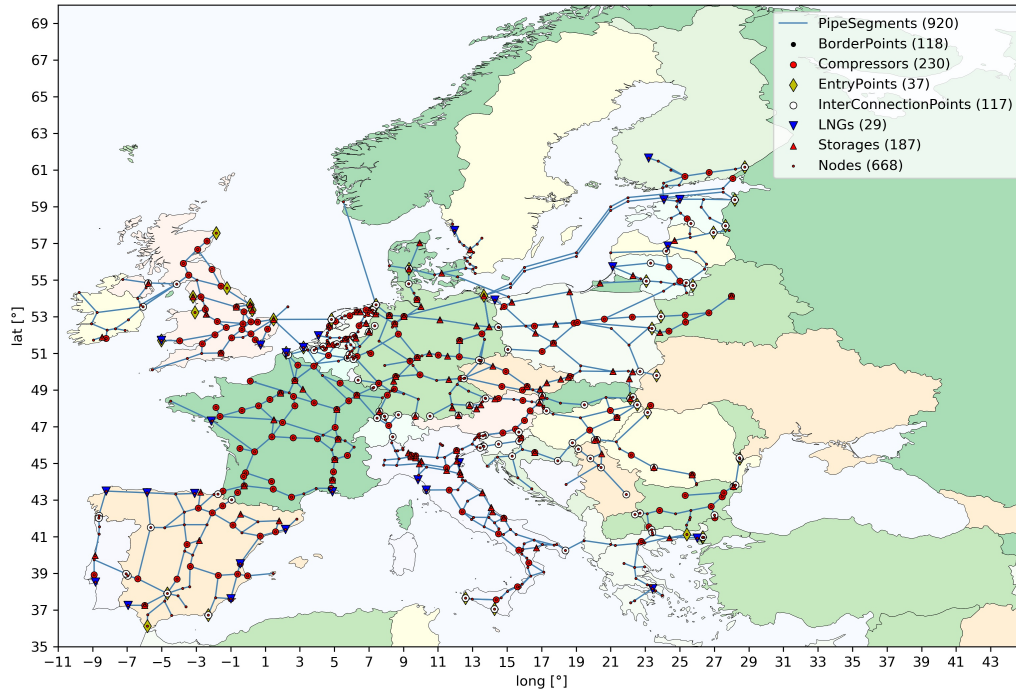 PipeSegments (920)
BorderPoints (118)
Compressors (230)
EntryPoints (37)
InterConnectionPoints (117)
LNGs (29)
Storages (187)
Nodes (668)
69
67
65
63
61
59
57
55
53
51
49
47
45
43
41
39
37
35
lat [°]
−11 −9 −7 −5 −3 −1 1 3 5 7 9 11 13 15 17 19 21 23 25 27 29 31 33 35 37 39 41 43
long [°]